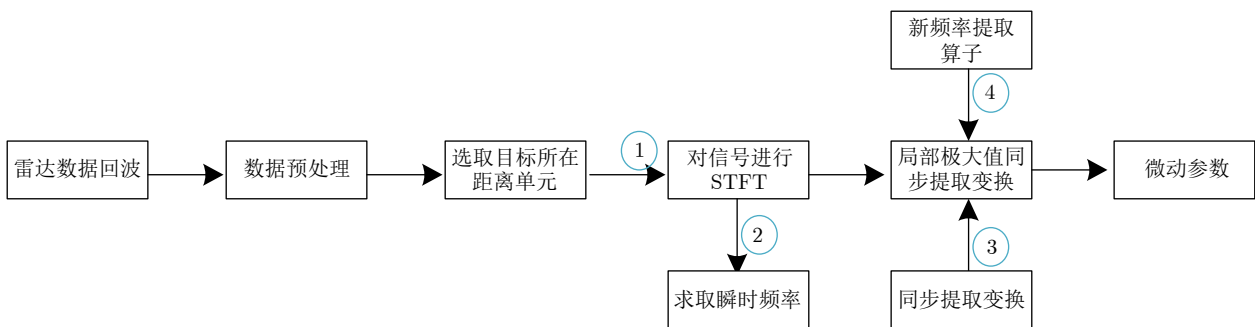 新频率提取
算子
④
雷达数据回波
数据预处理
选取目标所在
距离单元
①
对信号进行
STFT
局部极大值同
步提取变换
微动参数
②
③
求取瞬时频率
同步提取变换